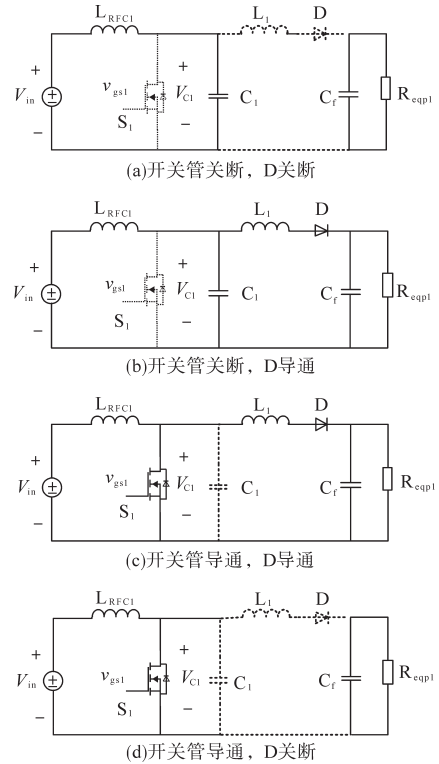 L_RFC1 L_1 D
+ v_gs1 + V_in V_C1 C_1 C_f R_eqp1
− S_1 −
(a)开关管关断，D关断
L_RFC1 L_1 D
+ v_gs1 + V_in V_C1 C_1 C_f R_eqp1
− S_1 −
(b)开关管关断，D导通
L_RFC1 L_1 D
+ v_gs1 + V_in V_C1 C_1 C_f R_eqp1
− S_1 −
(c)开关管导通，D导通
L_RFC1 L_1 D
+ v_gs1 + V_in V_C1 C_1 C_f R_eqp1
− S_1 −
(d)开关管导通，D关断